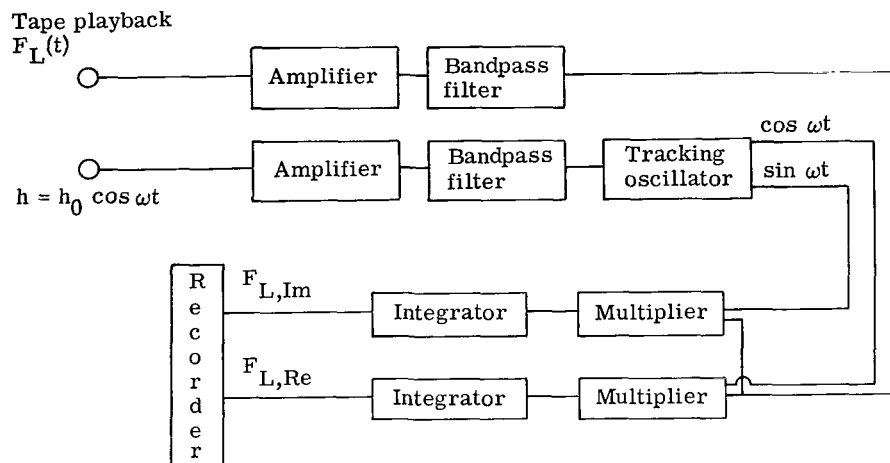 Tape playback
F_L(t)
Amplifier
Bandpass
filter
cos ωt
Amplifier
Bandpass
filter
Tracking
oscillator
sin ωt
h = h_0 cos ωt
Recorder
F_L,Im
Integrator
Multiplier
F_L,Re
Integrator
Multiplier